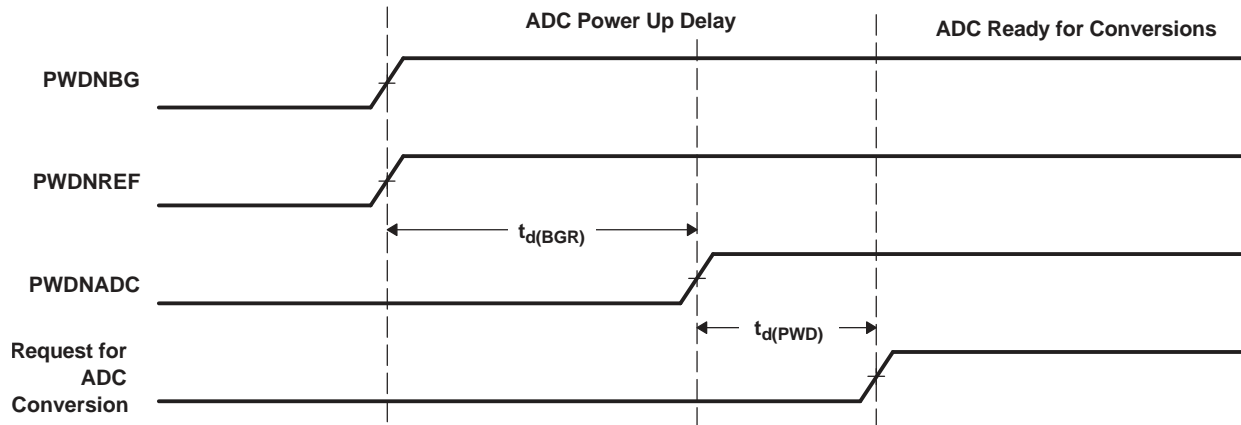 ADC Power Up Delay
ADC Ready for Conversions
PWDNBG
PWDNREF
td(BGR)
PWDNADC
td(PWD)
Request for
ADC
Conversion